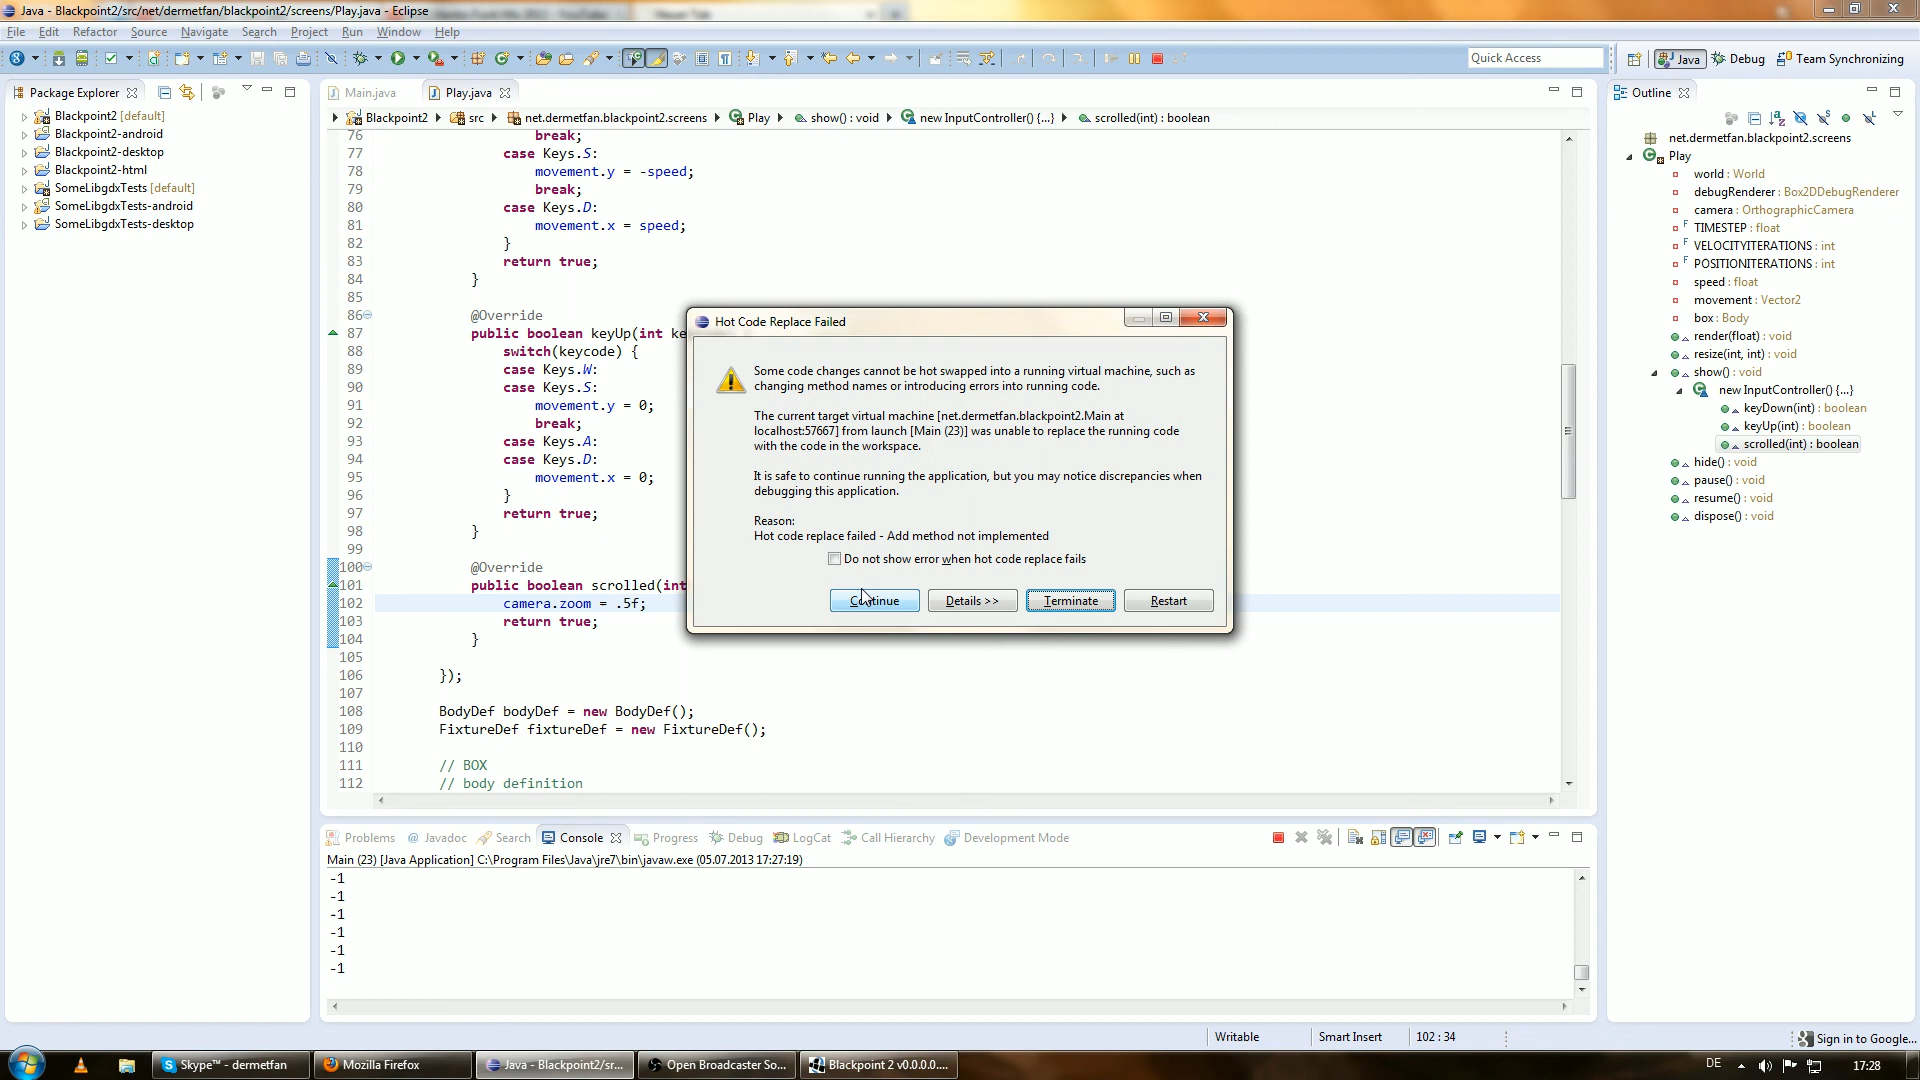 Java - Blackpoint2/src/net/dermetfan/blackpoint2/screens/Play.java - Eclipse
File Edit Refactor Source Navigate Search Project Run Window Help
Quick Access
Java Debug Team Synchronizing
Package Explorer
Blackpoint2 [default]
Blackpoint2-android
Blackpoint2-desktop
Blackpoint2-html
SomeLibgdxTests [default]
SomeLibgdxTests-android
SomeLibgdxTests-desktop
Main.java Play.java
Blackpoint2 src net.dermetfan.blackpoint2.screens Play show() : void new InputController() {...} scrolled(int) : boolean
76 break;
77 case Keys.S:
78 movement.y = -speed;
79 break;
80 case Keys.D:
81 movement.x = speed;
82 }
83 return true;
84 }
85
86 @Override
87 public boolean keyUp(int ke
88 switch(keycode) {
89 case Keys.W:
90 case Keys.S:
91 movement.y = 0;
92 break;
93 case Keys.A:
94 case Keys.D:
95 movement.x = 0;
96 }
97 return true;
98 }
99
100 @Override
101 public boolean scrolled(int
102 camera.zoom = .5f;
103 return true;
104 }
105
106 });
107
108 BodyDef bodyDef = new BodyDef();
109 FixtureDef fixtureDef = new FixtureDef();
110
111 // BOX
112 // body definition
Hot Code Replace Failed
Some code changes cannot be hot swapped into a running virtual machine, such as
changing method names or introducing errors into running code.
The current target virtual machine [net.dermetfan.blackpoint2.Main at
localhost:57667] from launch [Main (23)] was unable to replace the running code
with the code in the workspace.
It is safe to continue running the application, but you may notice discrepancies when
debugging this application.
Reason:
Hot code replace failed - Add method not implemented
Do not show error when hot code replace fails
Continue Details >> Terminate Restart
Outline
net.dermetfan.blackpoint2.screens
Play
world : World
debugRenderer : Box2DDebugRenderer
camera : OrthographicCamera
TIMESTEP : float
VELOCITYITERATIONS : int
POSITIONITERATIONS : int
speed : float
movement : Vector2
box : Body
render(float) : void
resize(int, int) : void
show() : void
new InputController() {...}
keyDown(int) : boolean
keyUp(int) : boolean
scrolled(int) : boolean
hide() : void
pause() : void
resume() : void
dispose() : void
Problems Javadoc Search Console Progress Debug LogCat Call Hierarchy Development Mode
Main (23) [Java Application] C:\Program Files\Java\jre7\bin\javaw.exe (05.07.2013 17:27:19)
-1
-1
-1
-1
-1
-1
Writable Smart Insert 102 : 34
Sign in to Google...
Skype™ - dermetfan Mozilla Firefox Java - Blackpoint2/sr... Open Broadcaster So... Blackpoint 2 v0.0.0.0....
DE 17:28